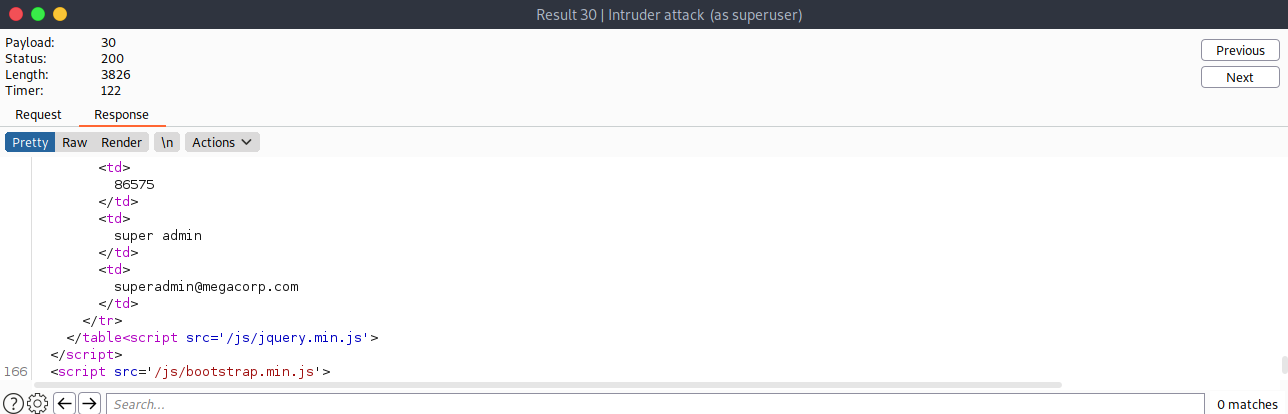 Result 30 | Intruder attack (as superuser)
Payload: 30
Status: 200
Length: 3826
Timer: 122
Previous
Next
Request Response
Pretty Raw Render \n Actions
<td>
86575
</td>
<td>
super admin
</td>
<td>
superadmin@megacorp.com
</td>
</tr>
</table<script src='/js/jquery.min.js'>
</script>
166 <script src='/js/bootstrap.min.js'>
? Search... 0 matches